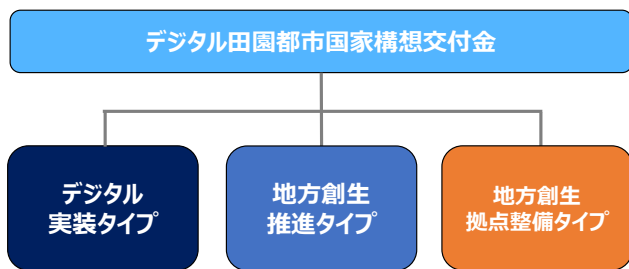 デジタル田園都市国家構想交付金
デジタル
実装タイプ
地方創生
推進タイプ
地方創生
拠点整備タイプ